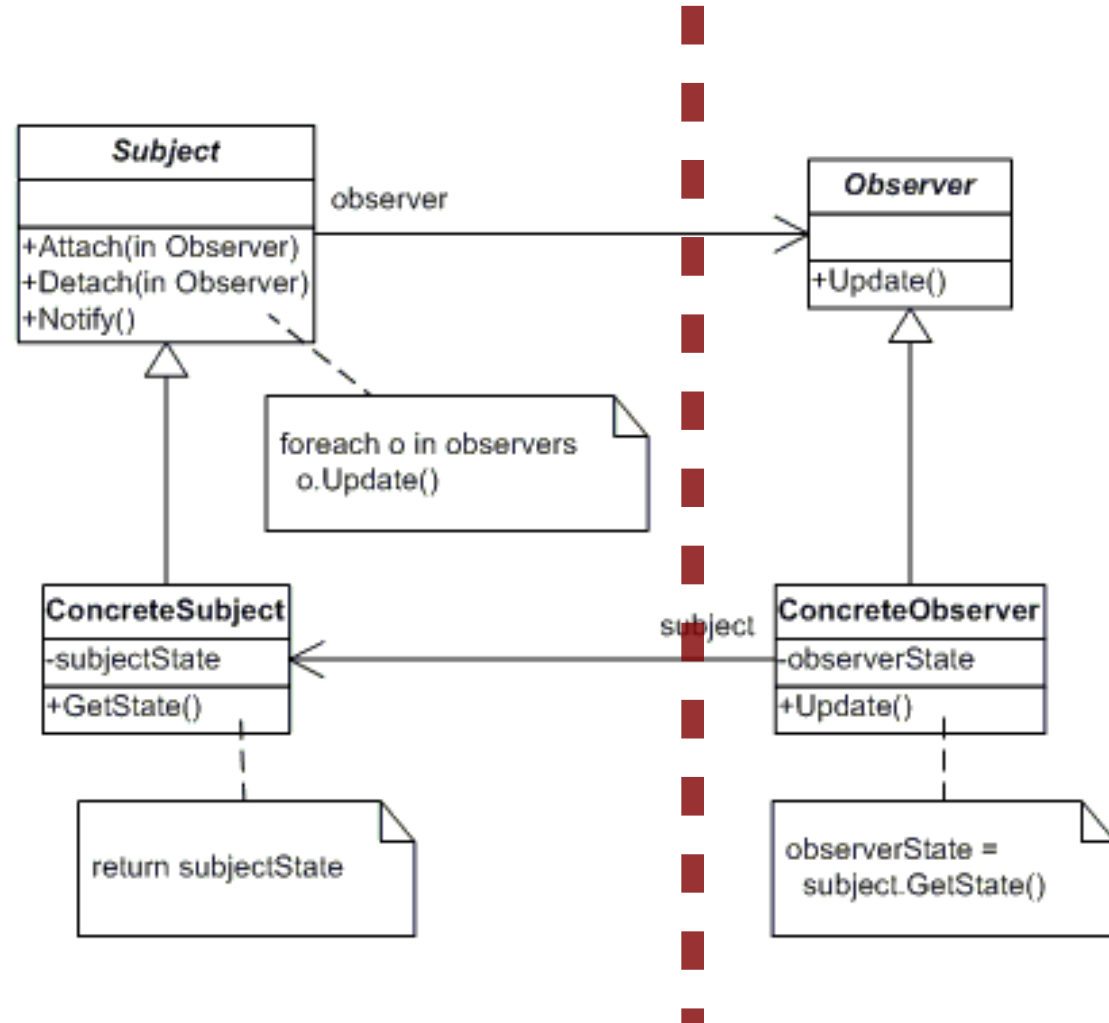 Subject
+Attach(in Observer)
+Detach(in Observer)
+Notify()
observer
Observer
+Update()
foreach o in observers
o.Update()
ConcreteSubject
-subjectState
+GetState()
subject
ConcreteObserver
-observerState
+Update()
return subjectState
observerState =
subject.GetState()